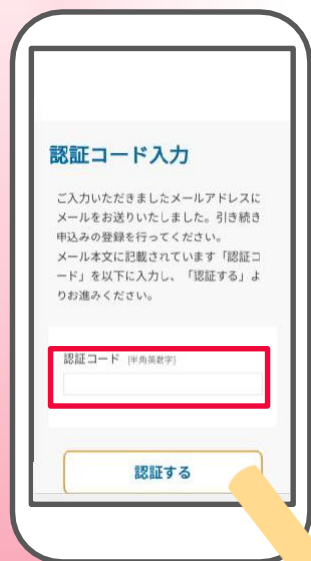 認証コード入力
ご入力いただきましたメールアドレスに
メールをお送りいたしました。引き続き
申込みの登録を行ってください。
メール本文に記載されています「認証コ
ード」を以下に入力し、「認証する」よ
りお進みください。
認証コード [半角英数字]
認証する